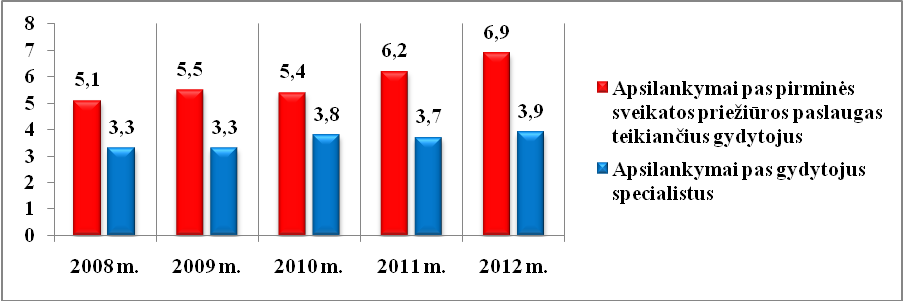 8
7
6
5
4
3
2
1
0
5,1
3,3
5,5
3,3
5,4
3,8
6,2
3,7
6,9
3,9
2008 m.
2009 m.
2010 m.
2011 m.
2012 m.
Apsilankymai pas pirminės
sveikatos priežiūros paslaugas
teikiančius gydytojus
Apsilankymai pas gydytojus
specialistus